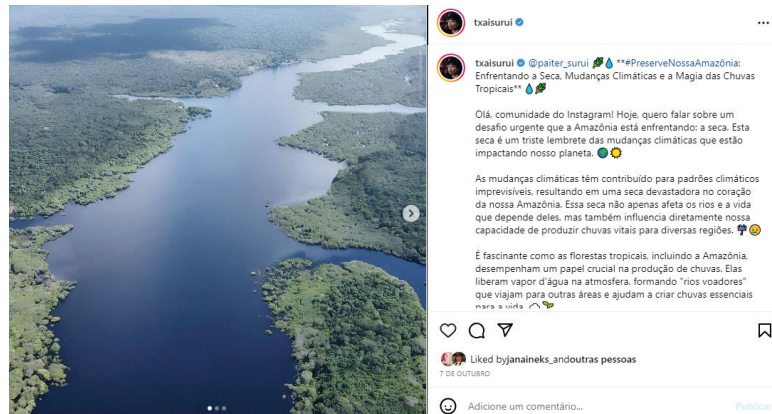 txaisurui
txaisurui @paiter_surui 🌿💧 **#PreserveNossaAmazônia:
Enfrentando a Seca, Mudanças Climáticas e a Magia das Chuvas
Tropicais** 💧🌿
Olá, comunidade do Instagram! Hoje, quero falar sobre um
desafio urgente que a Amazônia está enfrentando: a seca. Esta
seca é um triste lembrete das mudanças climáticas que estão
impactando nosso planeta. 🌍☀️
As mudanças climáticas têm contribuído para padrões climáticos
imprevisíveis, resultando em uma seca devastadora no coração
da nossa Amazônia. Essa seca não apenas afeta os rios e a vida
que depende deles, mas também influencia diretamente nossa
capacidade de produzir chuvas vitais para diversas regiões. 🌪️😢
É fascinante como as florestas tropicais, incluindo a Amazônia,
desempenham um papel crucial na produção de chuvas. Elas
liberam vapor d'água na atmosfera, formando "rios voadores"
que viajam para outras áreas e ajudam a criar chuvas essenciais
para a vida. ☁️🌱
Liked by janaineks_ and outras pessoas
7 DE OUTUBRO
Adicione um comentário...
Publicar